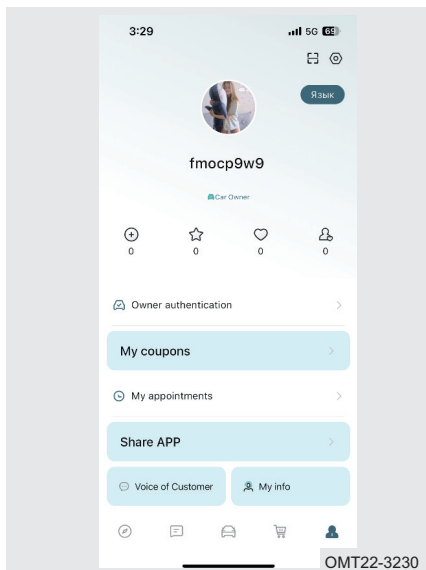 3:29
5G 69
Язык
fmocp9w9
Car Owner
0 0 0 0
Owner authentication
My coupons
My appointments
Share APP
Voice of Customer My info
OMT22-3230